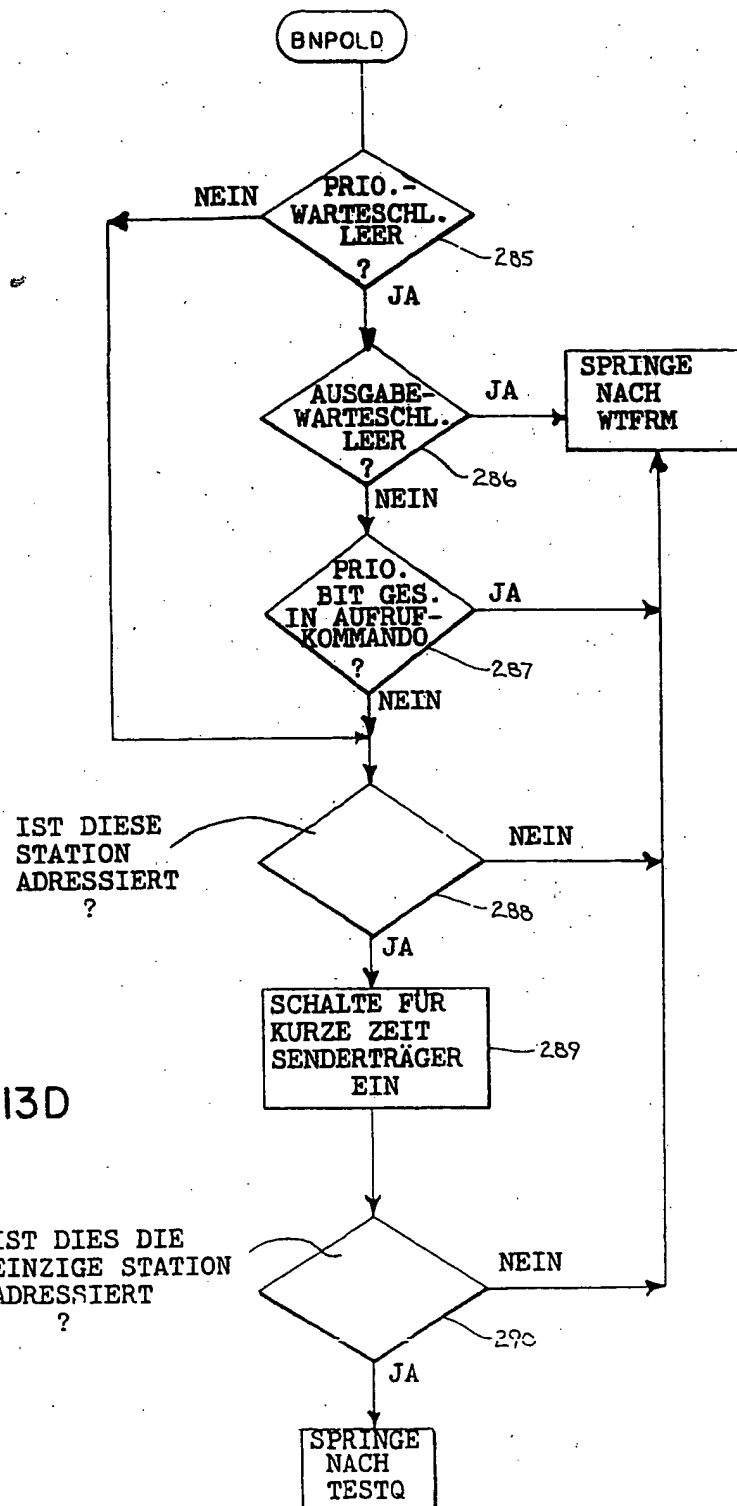 BNPOLD
NEIN
PRIO.-
WARTESCHL.
LEER
?
285
JA
AUSGABE-
WARTESCHL.
LEER
?
286
JA
SPRINGE
NACH
WTFRM
NEIN
PRIO.
BIT GES.
IN AUFRUF-
KOMMANDO
?
287
JA
NEIN
IST DIESE
STATION
ADRESSIERT
?
288
NEIN
JA
SCHALTE FÜR
KURZE ZEIT
SENDERTRÄGER
EIN
289
13D
IST DIES DIE
EINZIGE STATION
ADRESSIERT
?
290
NEIN
JA
SPRINGE
NACH
TESTQ